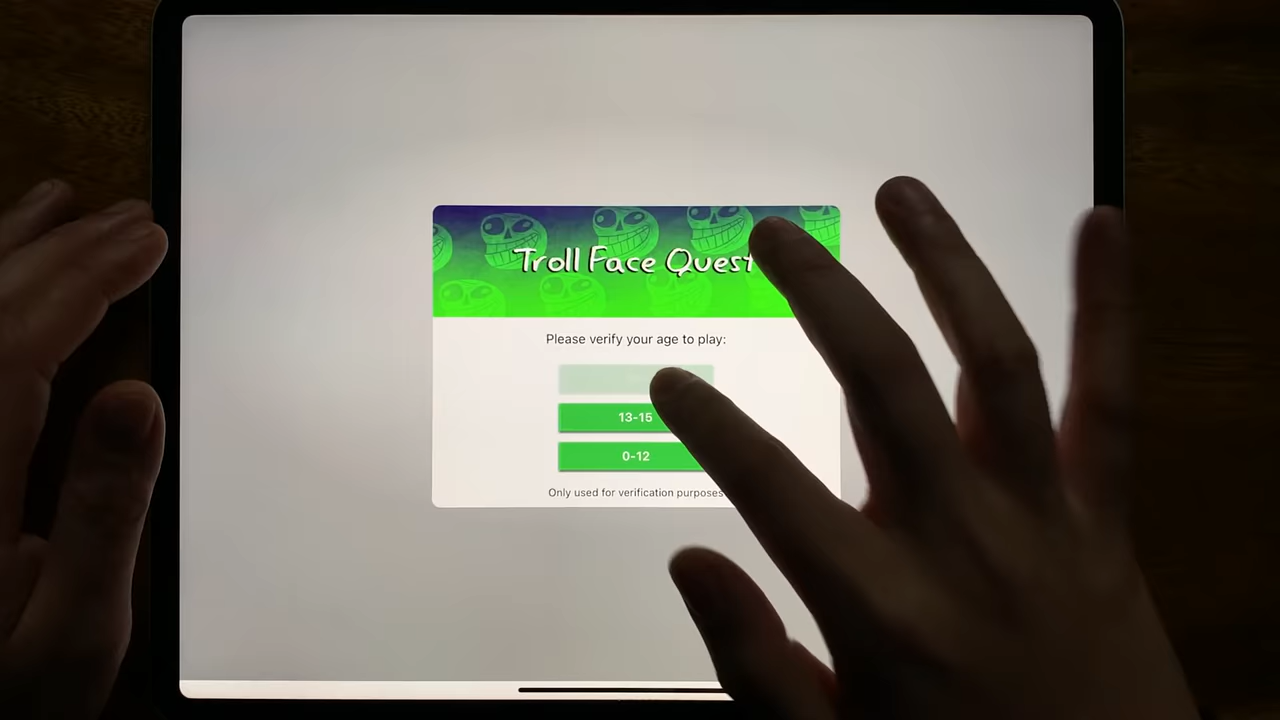 Troll Face Quest
Please verify your age to play:
13-15
0-12
Only used for verification purposes